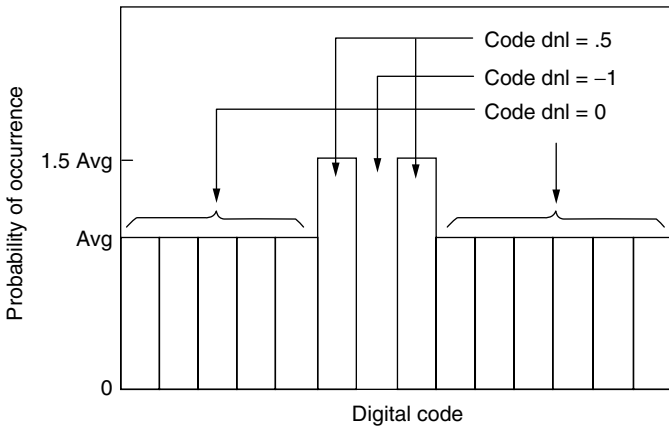 Code dnl = .5
Code dnl = −1
Code dnl = 0
Probability of occurrence
1.5 Avg
Avg
0
Digital code